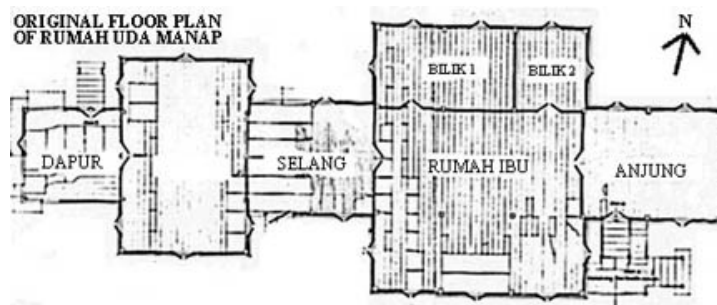 ORIGINAL FLOOR PLAN
OF RUMAH UDA MANAP
N
BILIK 1
BILIK 2
DAPUR
SELANG
RUMAH IBU
ANJUNG